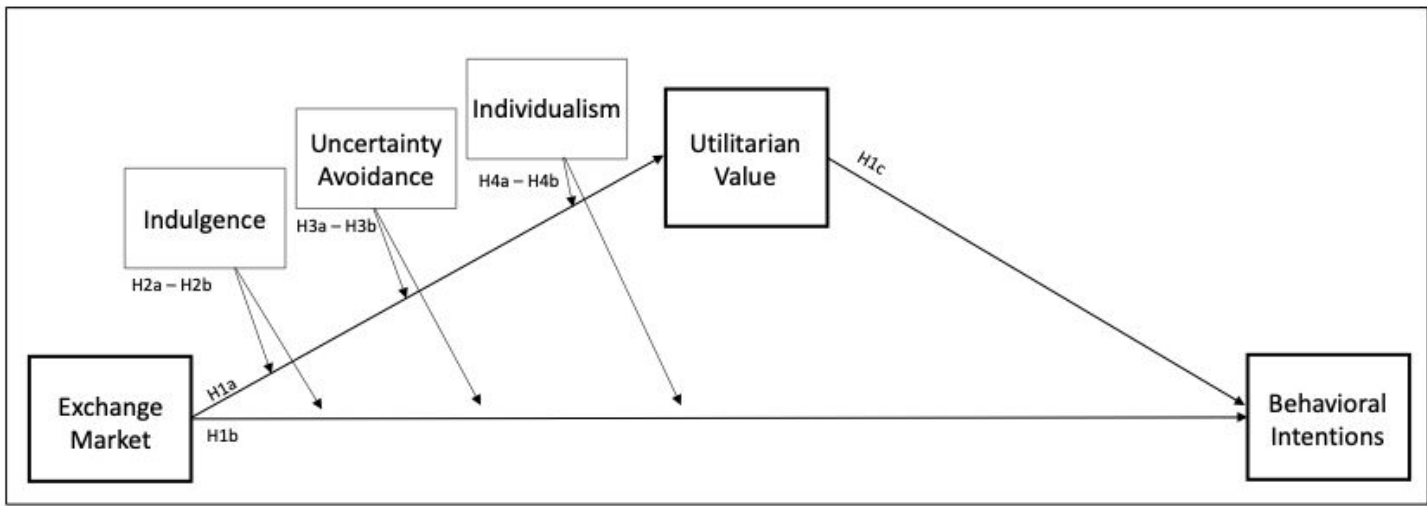 Individualism
H4a – H4b
Uncertainty
Avoidance
H3a – H3b
Indulgence
H2a – H2b
Utilitarian
Value
H1c
Exchange
Market
H1a
H1b
Behavioral
Intentions